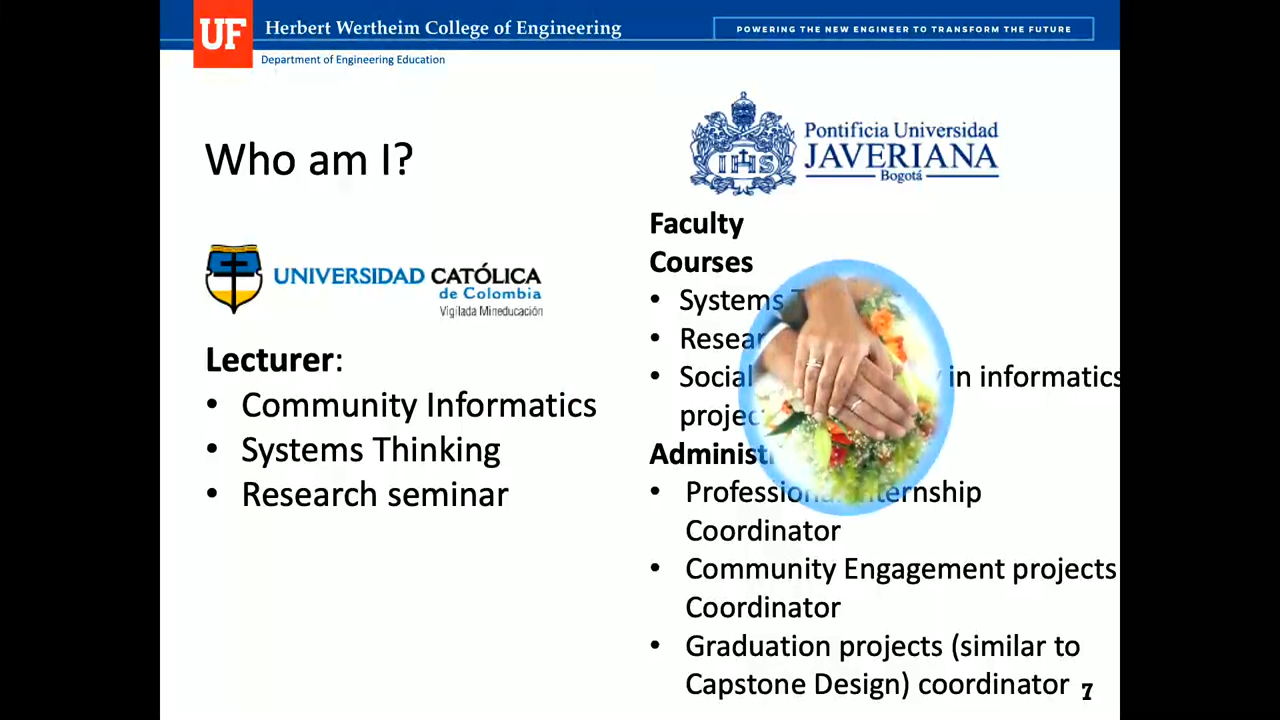 UF
Herbert Wertheim College of Engineering
POWERING THE NEW ENGINEER TO TRANSFORM THE FUTURE
Department of Engineering Education
Who am I?
UNIVERSIDAD CATÓLICA
de Colombia
Vigilada Mineducación
Lecturer:
• Community Informatics
• Systems Thinking
• Research seminar
IHS
Pontificia Universidad
JAVERIANA
Bogotá
Faculty
Courses
• Systems
•
• Social in informatics
•
• Professional Internship
Coordinator
• Community Engagement projects
Coordinator
• Graduation projects (similar to
Capstone Design) coordinator
7